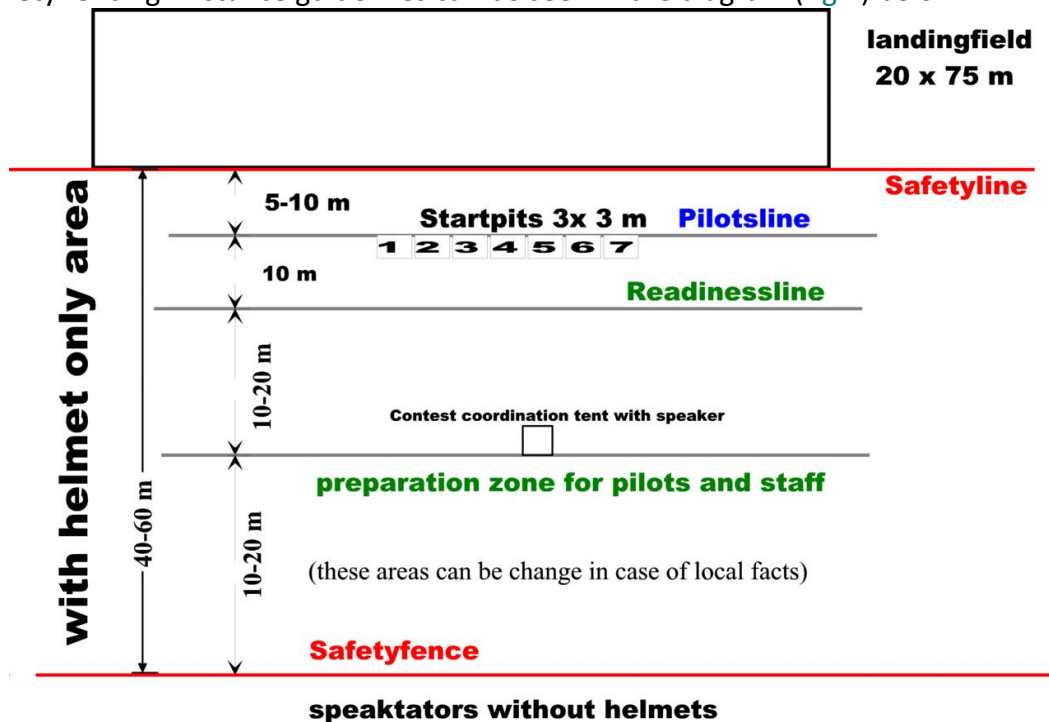 landingfield
20 x 75 m
Safetyline
5-10 m
Startpits 3x 3 m Pilotsline
1 2 3 4 5 6 7
10 m
Readinessline
with helmet only area
40-60 m
10-20 m
Contest coordination tent with speaker
preparation zone for pilots and staff
10-20 m
(these areas can be change in case of local facts)
Safetyfence
speaktators without helmets